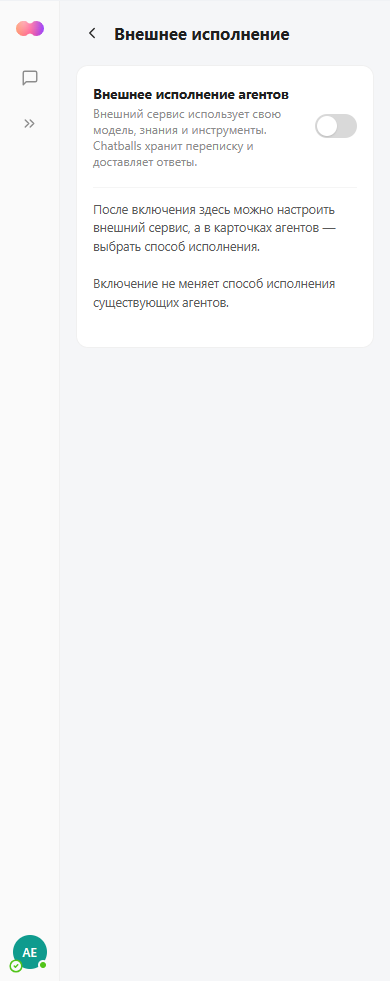 Внешнее исполнение
Внешнее исполнение агентов
Внешний сервис использует свою
модель, знания и инструменты.
Chatballs хранит переписку и
доставляет ответы.
После включения здесь можно настроить
внешний сервис, а в карточках агентов —
выбрать способ исполнения.
Включение не меняет способ исполнения
существующих агентов.
AE